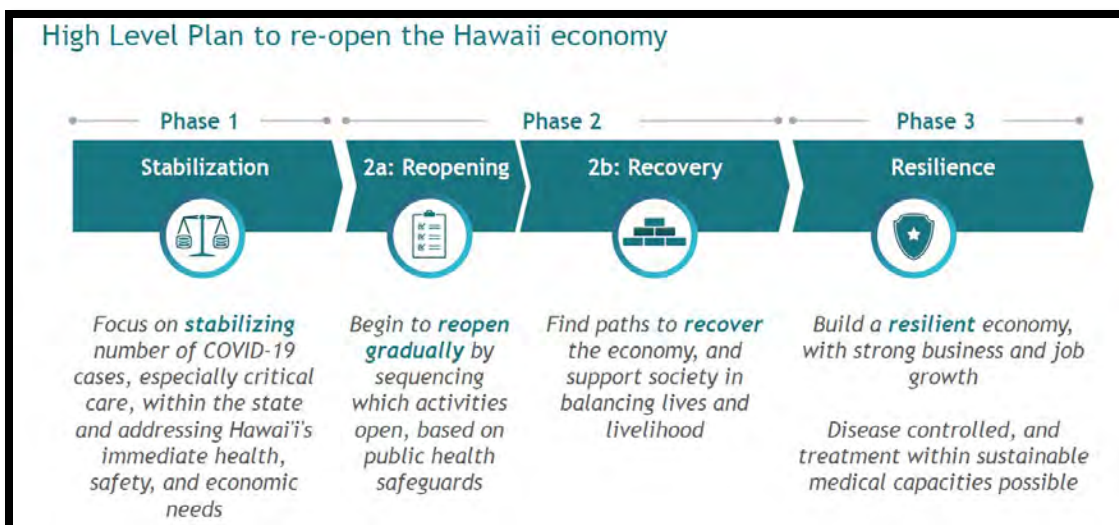 High Level Plan to re-open the Hawaii economy
Phase 1
Phase 2
Phase 3
Stabilization
2a: Reopening
2b: Recovery
Resilience
Focus on stabilizing
number of COVID-19
cases, especially critical
care, within the state
and addressing Hawai'i's
immediate health,
safety, and economic
needs
Begin to reopen
gradually by
sequencing
which activities
open, based on
public health
safeguards
Find paths to recover
the economy, and
support society in
balancing lives and
livelihood
Build a resilient economy,
with strong business and job
growth
Disease controlled, and
treatment within sustainable
medical capacities possible